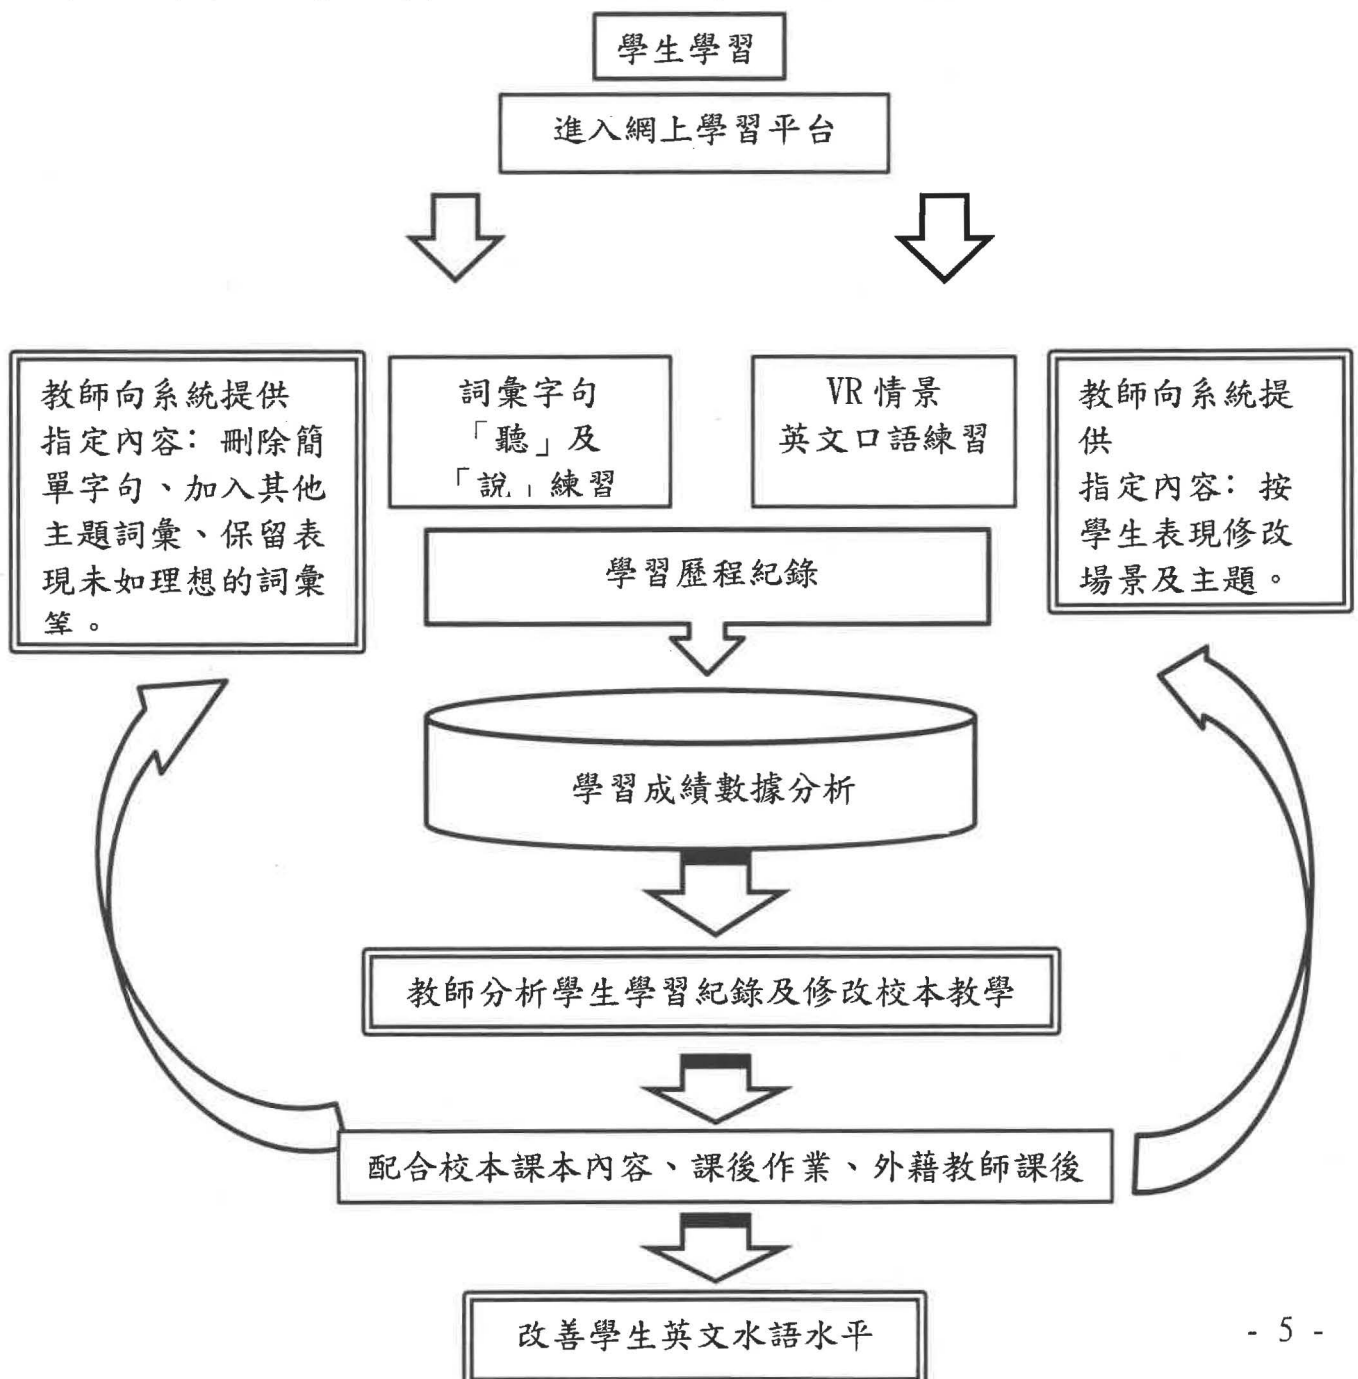 學生學習
進入網上學習平台
教師向系統提供
指定內容：刪除簡
單字句、加入其他
主題詞彙、保留表
現未如理想的詞彙
等。
詞彙字句
「聽」及
「說」練習
VR 情景
英文口語練習
教師向系統提
供
指定內容：按
學生表現修改
場景及主題。
學習歷程紀錄
學習成績數據分析
教師分析學生學習紀錄及修改校本教學
配合校本課本內容、課後作業、外藉教師課後
改善學生英文水語水平
- 5 -